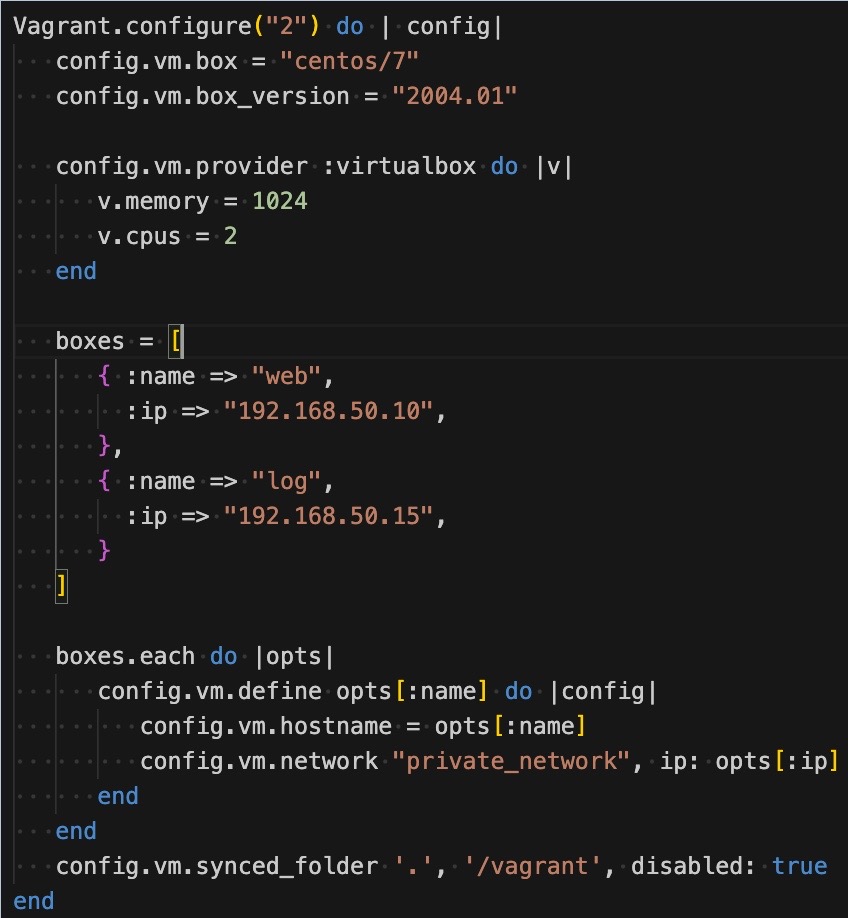 Vagrant.configure("2") do | config|
   config.vm.box = "centos/7"
   config.vm.box_version = "2004.01"

   config.vm.provider :virtualbox do |v|
      v.memory = 1024
      v.cpus = 2
   end

   boxes = [
      { :name => "web",
        :ip => "192.168.50.10",
      },
      { :name => "log",
        :ip => "192.168.50.15",
      }
   ]

   boxes.each do |opts|
      config.vm.define opts[:name] do |config|
         config.vm.hostname = opts[:name]
         config.vm.network "private_network", ip: opts[:ip]
      end
   end
   config.vm.synced_folder '.', '/vagrant', disabled: true
end